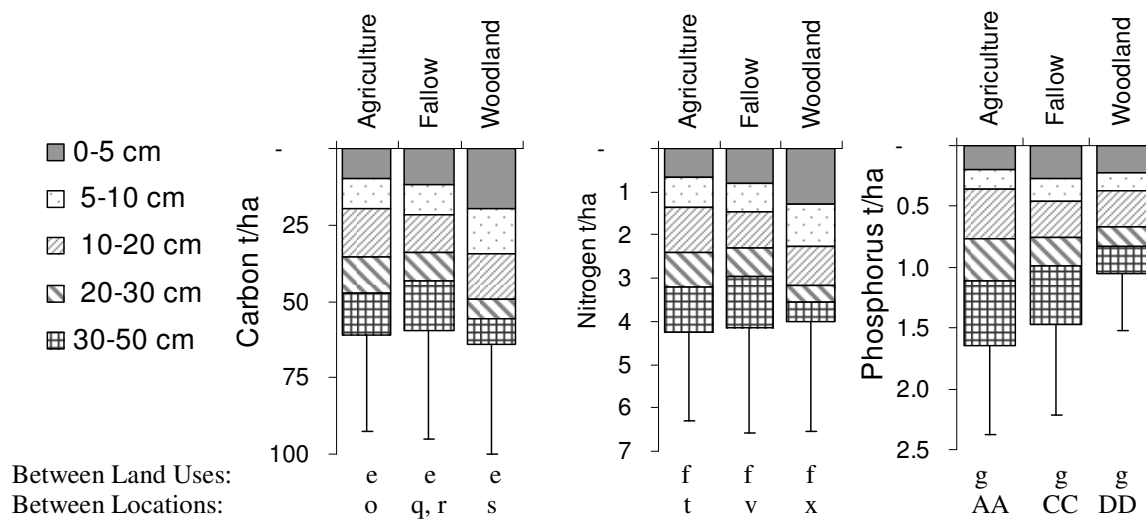 Agriculture
Fallow
Woodland
Agriculture
Fallow
Woodland
Agriculture
Fallow
Woodland
0-5 cm
5-10 cm
10-20 cm
20-30 cm
30-50 cm
Carbon t/ha
-
25
50
75
100
Nitrogen t/ha
-
1
2
3
4
5
6
7
Phosphorus t/ha
-
0.5
1.0
1.5
2.0
2.5
Between Land Uses: e e e f f f g g g
Between Locations: o q, r s t v x AA CC DD